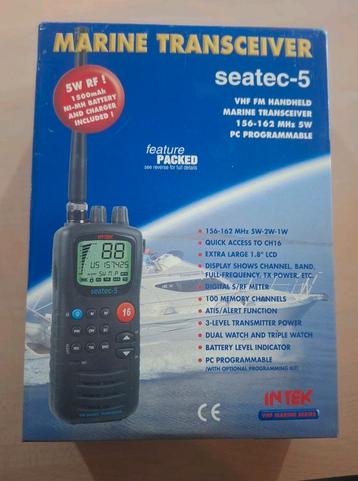 MARINE TRANSCEIVER
seatec-5
5W RF !
1500mAh
NI-MH BATTERY
AND CHARGER
INCLUDED !
VHF FM HANDHELD
MARINE TRANSCEIVER
156-162 MHz 5W
PC PROGRAMMABLE
feature
PACKED
see reverse for full details
• 156-162 MHz 5W-2W-1W
• QUICK ACCESS TO CH16
• EXTRA LARGE 1.8" LCD
• DISPLAY SHOWS CHANNEL, BAND,
FULL-FREQUENCY, TX POWER, ETC.
• DIGITAL S/RF METER
• 100 MEMORY CHANNELS
• ATIS/ALERT FUNCTION
• 3-LEVEL TRANSMITTER POWER
• DUAL WATCH AND TRIPLE WATCH
• BATTERY LEVEL INDICATOR
• PC PROGRAMMABLE
(WITH OPTIONAL PROGRAMMING KIT)
INTEK
88
US 157.425
seatec-5
16
CE
INTEK
VHF MARINE SERIES